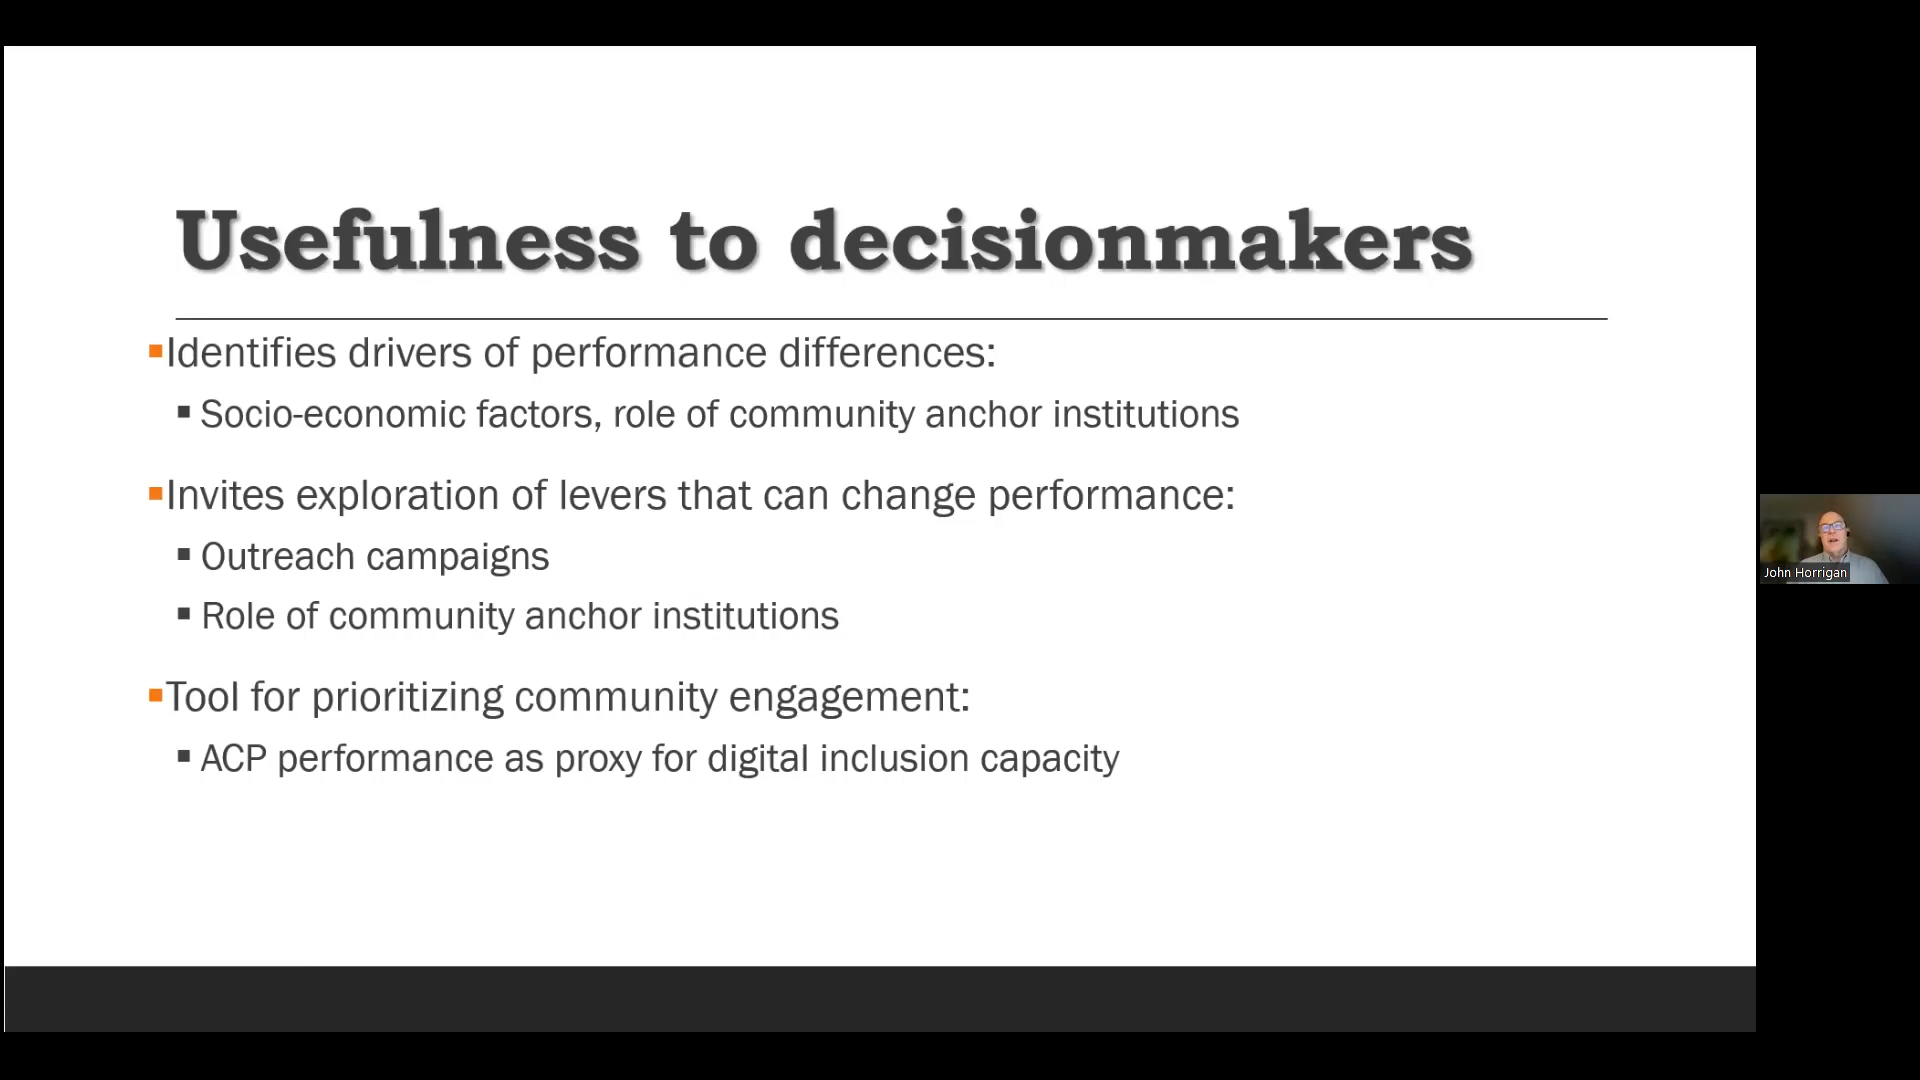 Usefulness to decisionmakers
Identifies drivers of performance differences:
Socio-economic factors, role of community anchor institutions
Invites exploration of levers that can change performance:
Outreach campaigns
Role of community anchor institutions
Tool for prioritizing community engagement:
ACP performance as proxy for digital inclusion capacity
John Horrigan